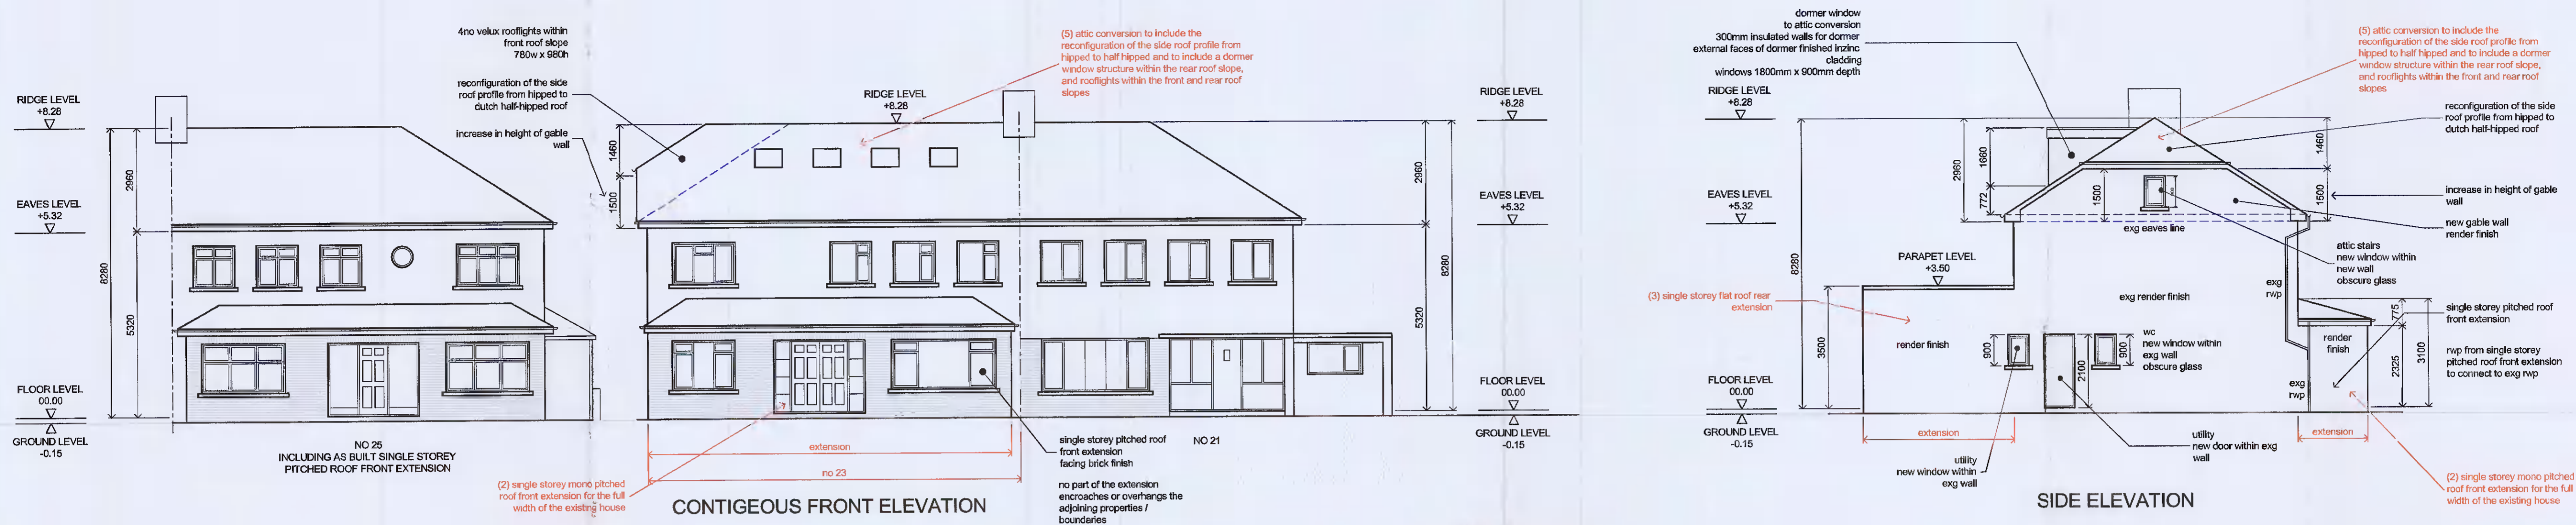 4no velux rooflights within
front roof slope
780w x 980h
reconfiguration of the side
roof profile from hipped to
dutch half-hipped roof
increase in height of gable
wall
(5) attic conversion to include the
reconfiguration of the side roof profile from
hipped to half hipped and to include a dormer
window structure within the rear roof slope,
and rooflights within the front and rear roof
slopes
RIDGE LEVEL
+8.28
EAVES LEVEL
+5.32
FLOOR LEVEL
00.00
GROUND LEVEL
-0.15
8280
2960
5320
NO 25
INCLUDING AS BUILT SINGLE STOREY
PITCHED ROOF FRONT EXTENSION
RIDGE LEVEL
+8.28
1460
1500
extension
no 23
(2) single storey mono pitched
roof front extension for the full
width of the existing house
CONTIGEOUS FRONT ELEVATION
single storey pitched roof
front extension
facing brick finish
no part of the extension
encroaches or overhangs the
adjoining properties /
boundaries
NO 21
2960
5320
8280
RIDGE LEVEL
+8.28
EAVES LEVEL
+5.32
FLOOR LEVEL
00.00
GROUND LEVEL
-0.15
dormer window
to attic conversion
300mm insulated walls for dormer
external faces of dormer finished inzinc
cladding
windows 1800mm x 900mm depth
RIDGE LEVEL
+8.28
EAVES LEVEL
+5.32
FLOOR LEVEL
00.00
GROUND LEVEL
-0.15
(3) single storey flat roof rear
extension
8280
3500
PARAPET LEVEL
+3.50
2960
1660
772
1500
exg eaves line
exg render finish
render finish
900
2100
900
wc
new window within
exg wall
obscure glass
extension
utility
new window within
exg wall
utility
new door within exg
wall
SIDE ELEVATION
exg
rwp
exg
rwp
render
finish
extension
1460
1500
775
2325
3100
(5) attic conversion to include the
reconfiguration of the side roof profile from
hipped to half hipped and to include a dormer
window structure within the rear roof slope,
and rooflights within the front and rear roof
slopes
reconfiguration of the side
roof profile from hipped to
dutch half-hipped roof
increase in height of gable
wall
new gable wall
render finish
attic stairs
new window within
new wall
obscure glass
single storey pitched roof
front extension
rwp from single storey
pitched roof front extension
to connect to exg rwp
(2) single storey mono pitched
roof front extension for the full
width of the existing house